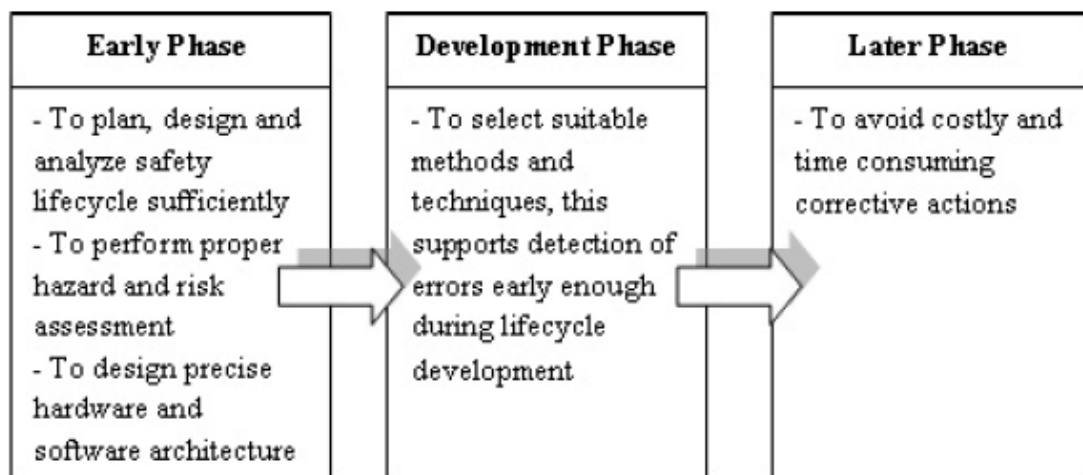 Early Phase
- To plan, design and
analyze safety
lifecycle sufficiently
- To perform proper
hazard and risk
assessment
- To design precise
hardware and
software architecture
Development Phase
- To select suitable
methods and
techniques, this
supports detection of
errors early enough
during lifecycle
development
Later Phase
- To avoid costly and
time consuming
corrective actions